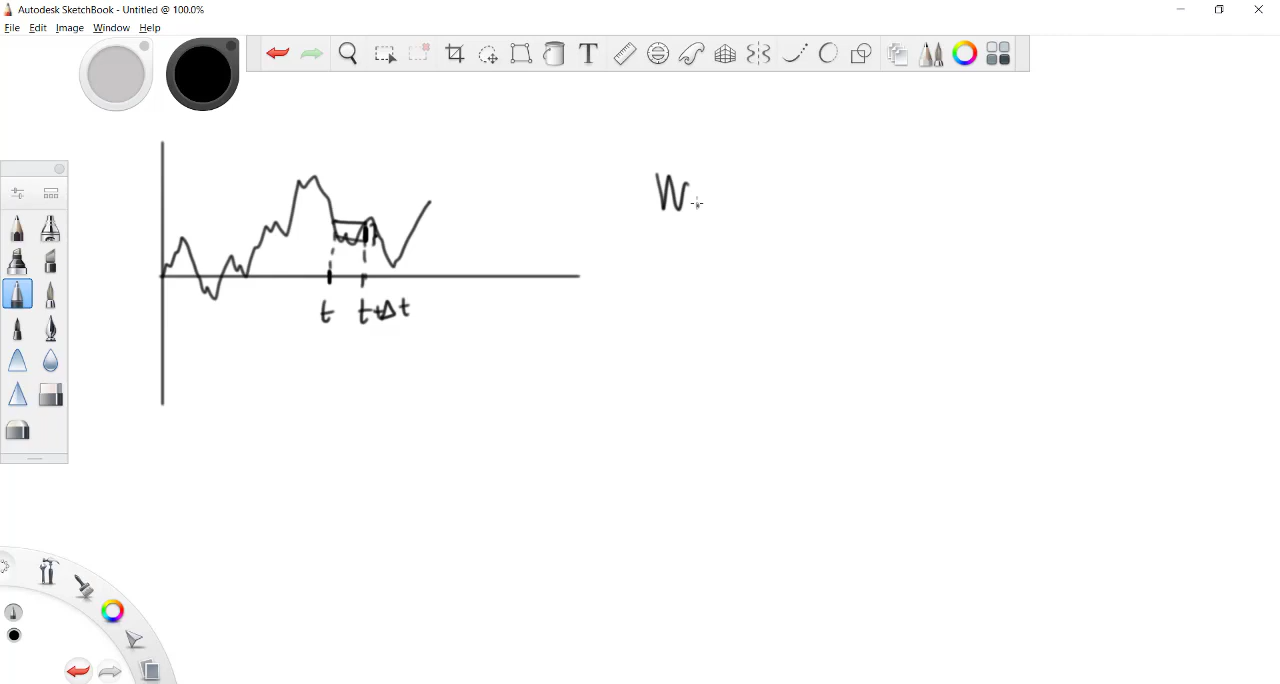 Autodesk SketchBook - Untitled @ 100.0%
File Edit Image Window Help
T
W
t t+Δt